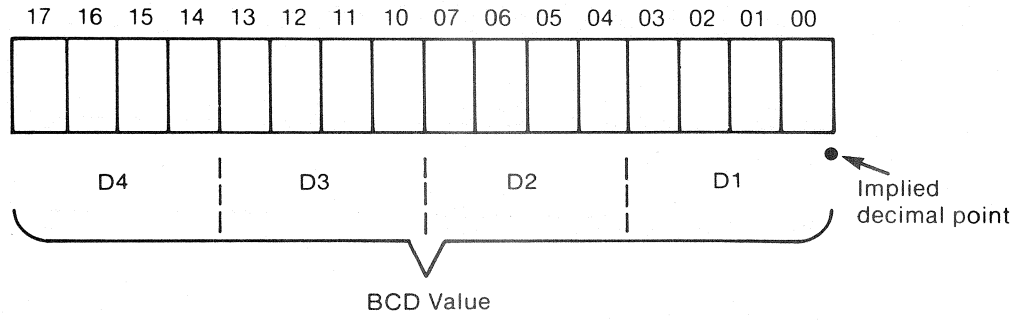 17 16 15 14 13 12 11 10 07 06 05 04 03 02 01 00
D4 D3 D2 D1
Implied
decimal point
BCD Value